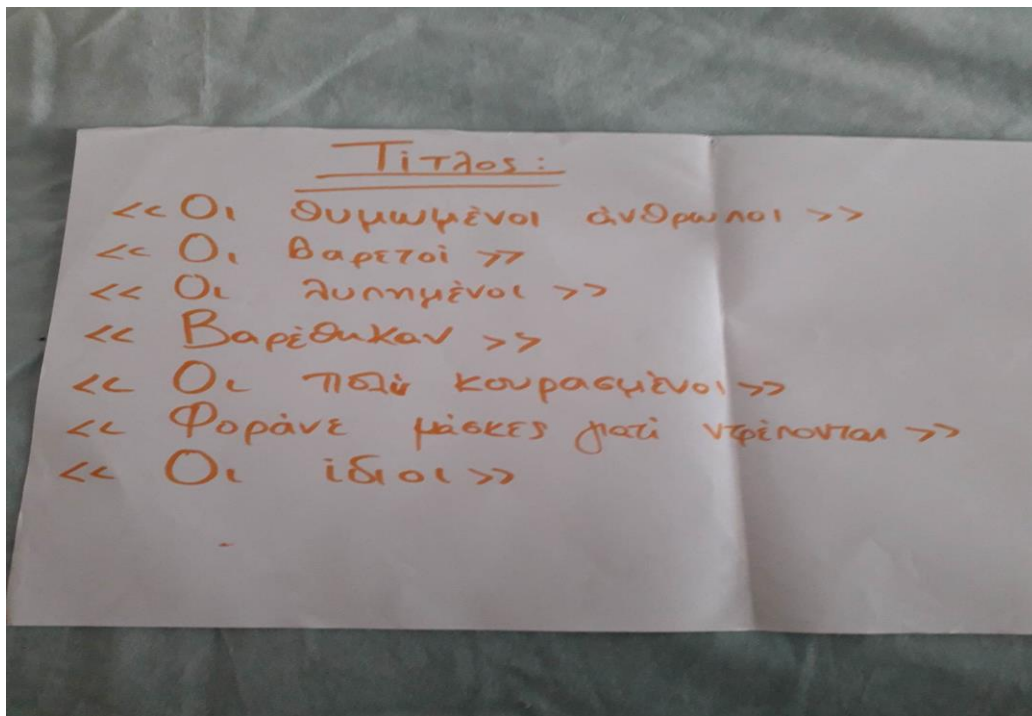 Τίτλος:
<< Οι θυμωμένοι άνθρωποι >>
<< Οι βαρετοί >>
<< Οι λυπημένοι >>
<< Βαρέθηκαν >>
<< Οι πολύ κουρασμένοι >>
<< Φοράνε μάσκες γιατί ντρέπονται >>
<< Οι ίδιοι >>